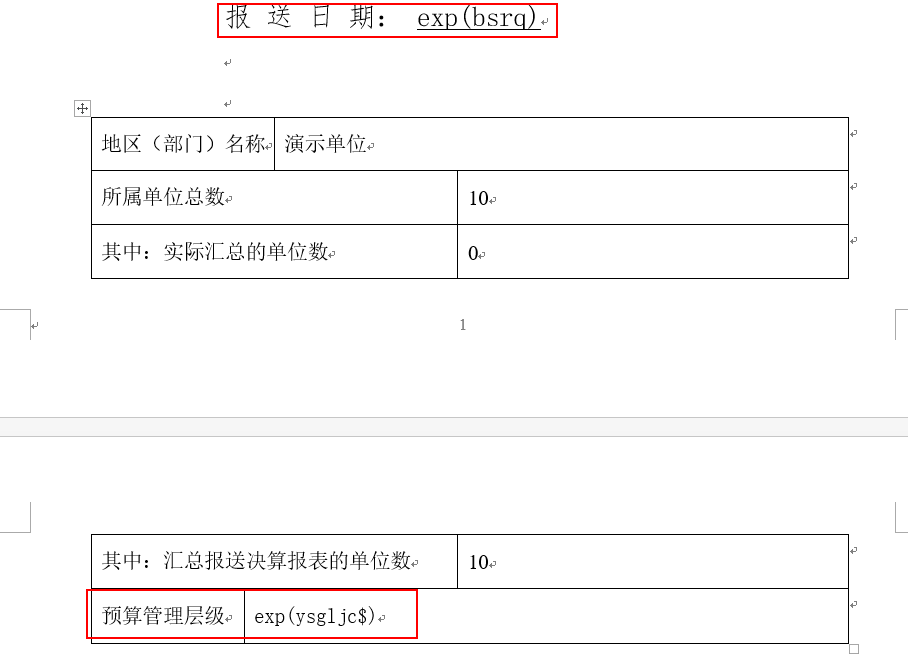 报 送 日 期： exp(bsrq)
地区（部门）名称 演示单位
所属单位总数 10
其中：实际汇总的单位数 0
1
其中：汇总报送决算报表的单位数 10
预算管理层级 exp(ysgljc$)